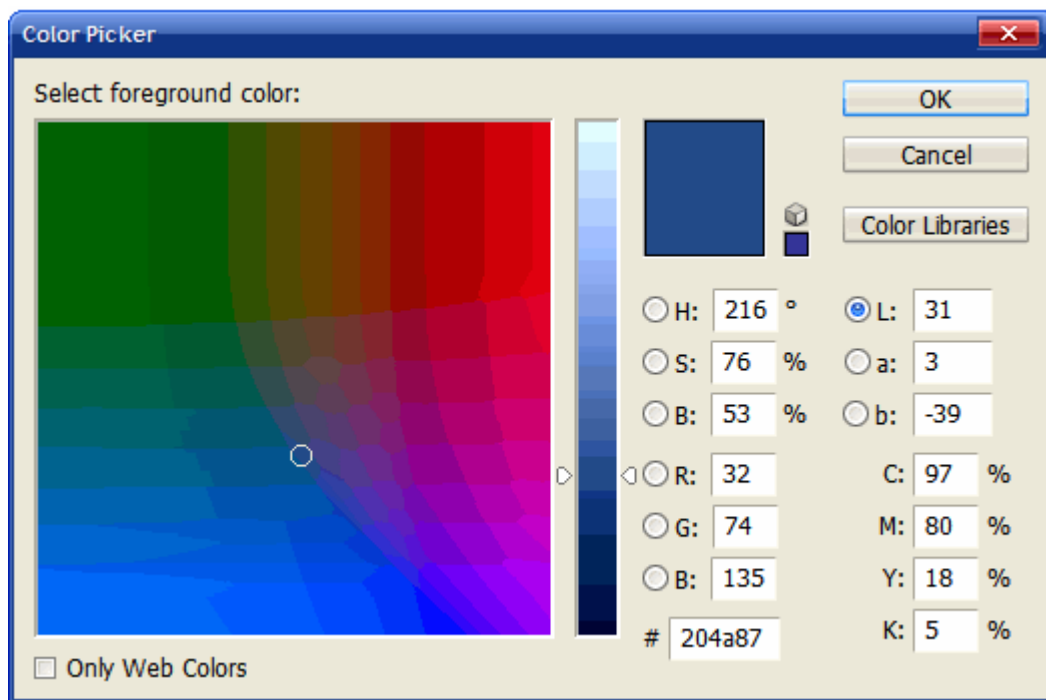 Color Picker
Select foreground color:
OK
Cancel
Color Libraries
H: 216 °
L: 31
S: 76 %
a: 3
B: 53 %
b: -39
R: 32
C: 97 %
G: 74
M: 80 %
B: 135
Y: 18 %
# 204a87
K: 5 %
Only Web Colors